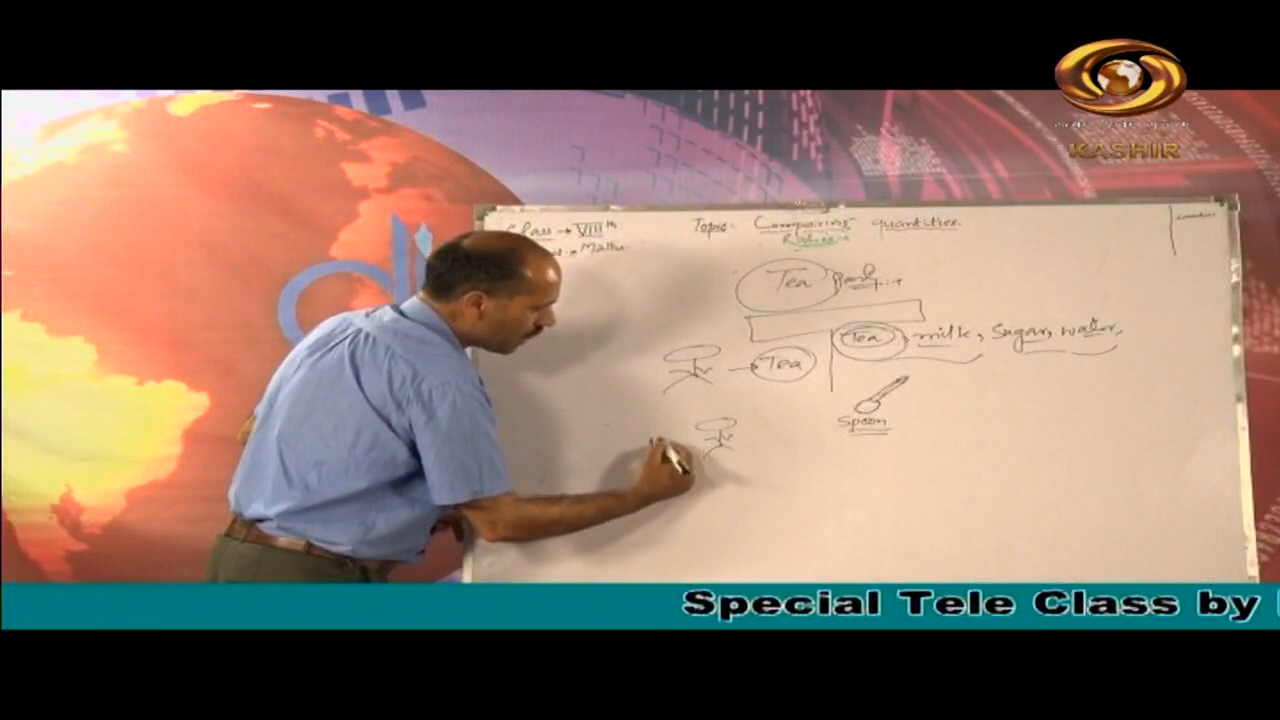 KASHIR
Class → VIIIth Topic: Comparing quantities.
Maths.
Tea
Tea milk, Sugar, water,
Tea
Spoon
Special Tele Class by